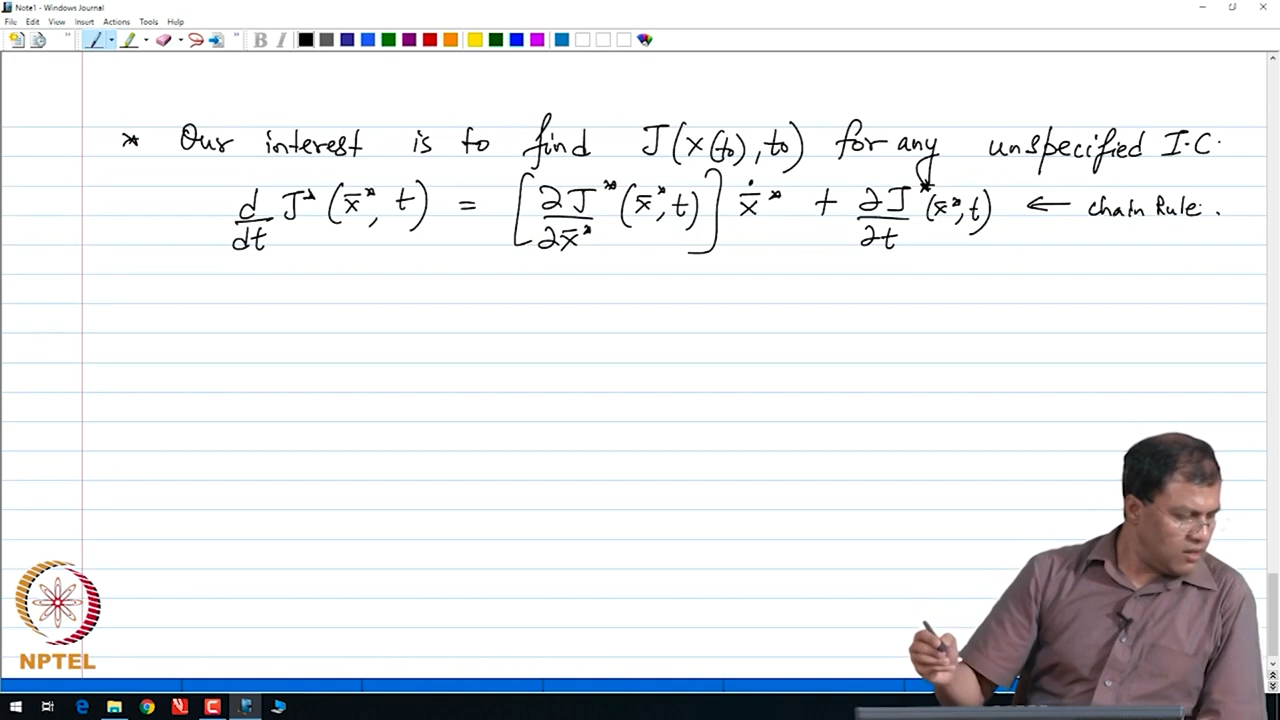 Note1 - Windows Journal
File Edit View Insert Actions Tools Help
* Our interest is to find J(x(t₀), t₀) for any unspecified I.C.
d/dt J*(x̄*, t) = [∂J*/∂x̄* (x̄*, t)] ẋ̄* + ∂J*/∂t (x̄*, t) ← chain Rule.
NPTEL